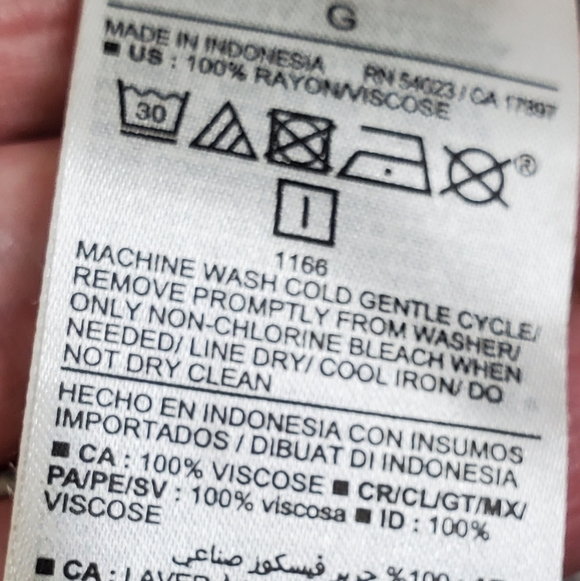 G
MADE IN INDONESIA RN 54023 / CA 17897
■ US : 100% RAYON/VISCOSE
30
®
1166
MACHINE WASH COLD GENTLE CYCLE/
REMOVE PROMPTLY FROM WASHER/
ONLY NON-CHLORINE BLEACH WHEN
NEEDED/ LINE DRY/ COOL IRON/ DO
NOT DRY CLEAN
HECHO EN INDONESIA CON INSUMOS
IMPORTADOS / DIBUAT DI INDONESIA
■ CA : 100% VISCOSE ■ CR/CL/GT/MX/
PA/PE/SV : 100% viscosa ■ ID : 100%
VISCOSE
%100 حرير فيسكوز صناعي
■ CA :